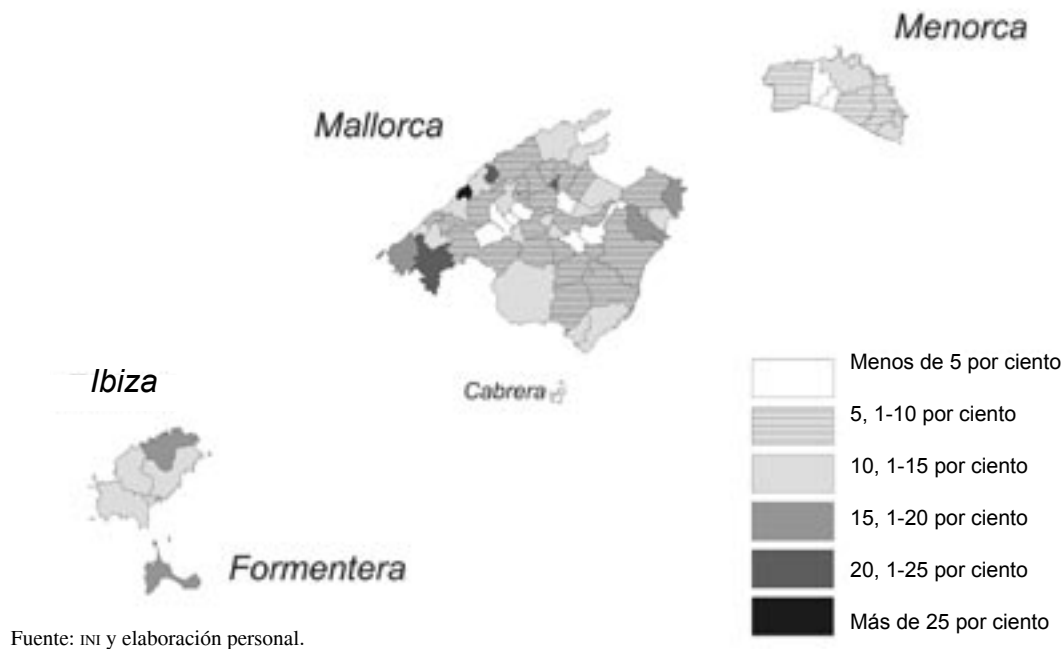 Menorca
Mallorca
Ibiza
Cabrera
Formentera
Menos de 5 por ciento
5, 1-10 por ciento
10, 1-15 por ciento
15, 1-20 por ciento
20, 1-25 por ciento
Más de 25 por ciento
Fuente: INI y elaboración personal.